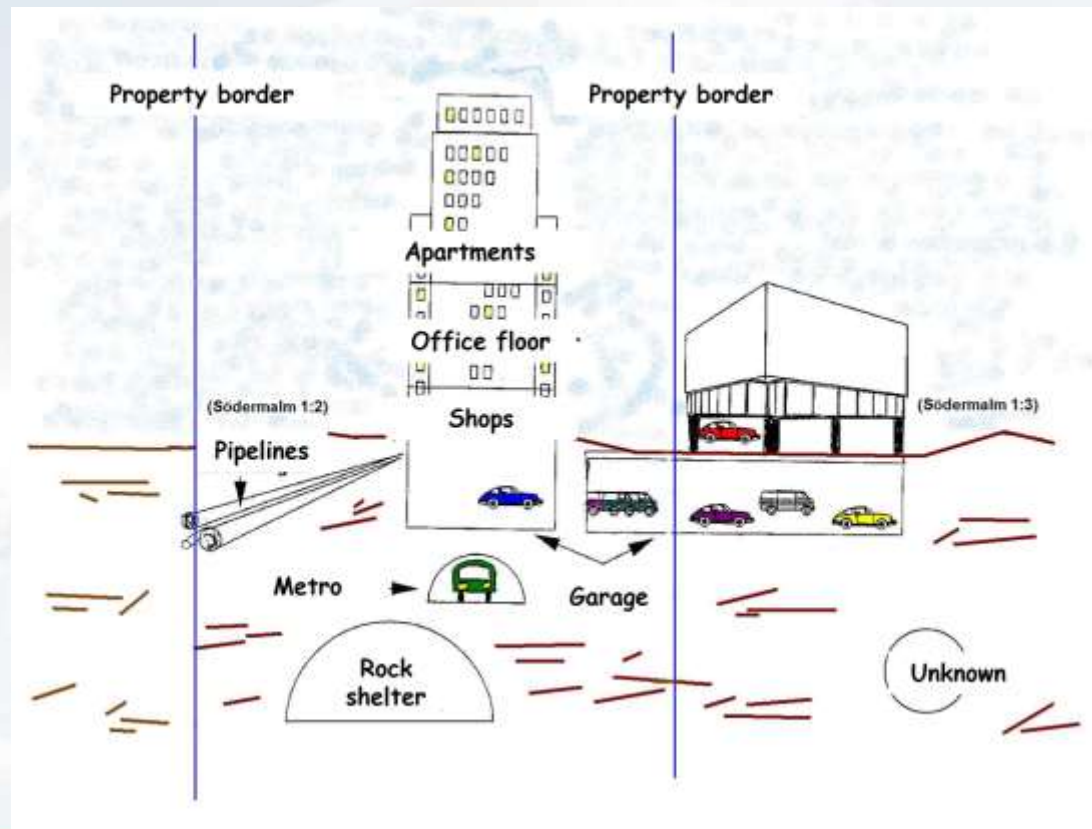 Property border
Property border
Apartments
Office floor
(Södermalm 1:2)
(Södermalm 1:3)
Shops
Pipelines
Metro
Garage
Rock
shelter
Unknown